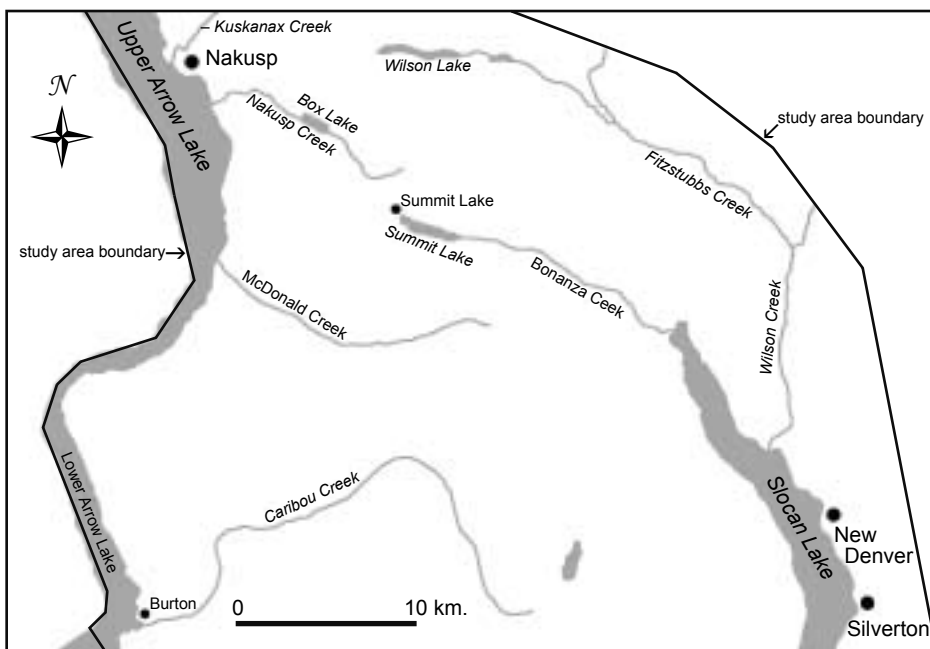 – Kuskanax Creek
Nakusp
Upper Arrow Lake
N
Wilson Lake
Box Lake
Nakusp Creek
study area boundary
Fitzstubbs Creek
Summit Lake
Summit Lake
study area boundary
Bonanza Ceek
McDonald Creek
Wilson Creek
Lower Arrow Lake
Caribou Creek
Slocan Lake
New
Denver
Burton
0 10 km.
Silverton